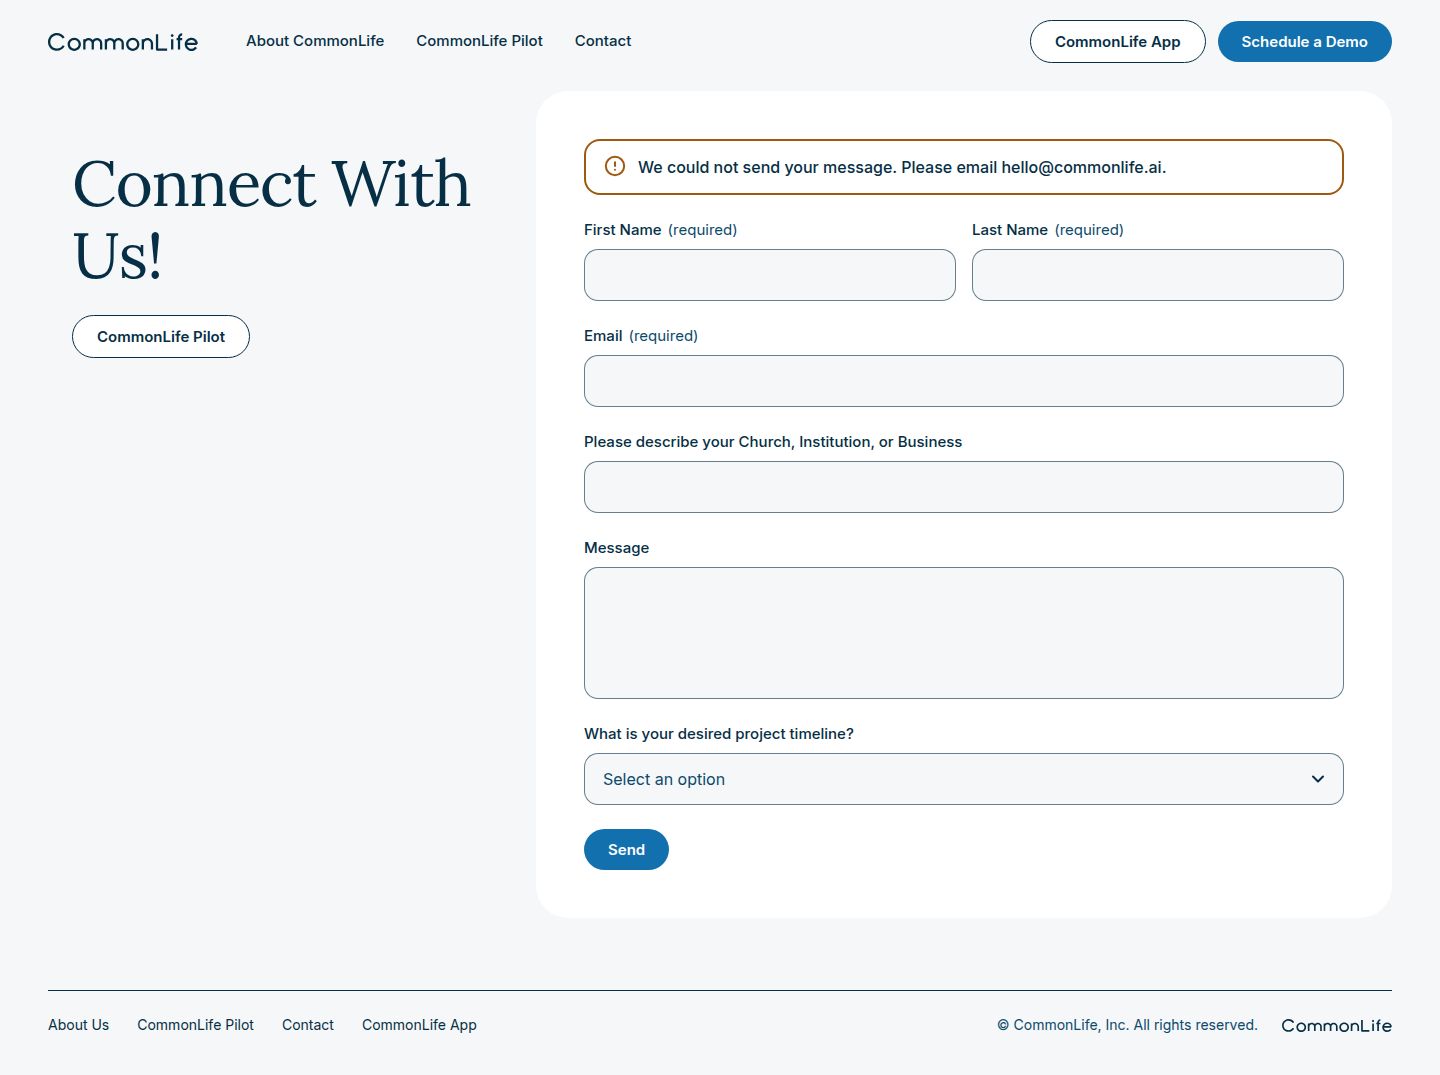 CommonLife
About CommonLife
CommonLife Pilot
Contact
CommonLife App
Schedule a Demo
Connect With
Us!
CommonLife Pilot
We could not send your message. Please email hello@commonlife.ai.
First Name (required)
Last Name (required)
Email (required)
Please describe your Church, Institution, or Business
Message
What is your desired project timeline?
Select an option
Send
About Us
CommonLife Pilot
Contact
CommonLife App
© CommonLife, Inc. All rights reserved.
CommonLife